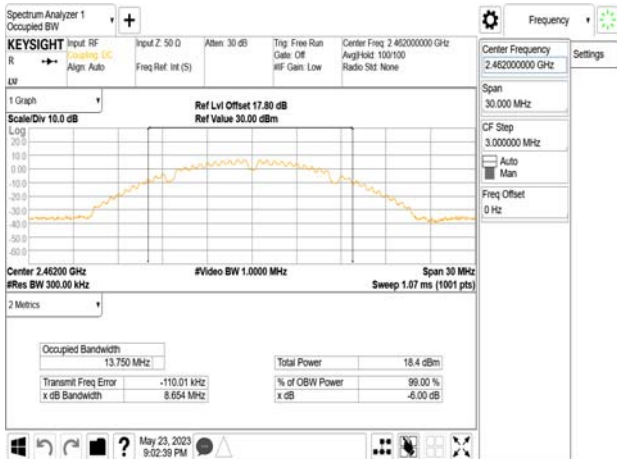 Spectrum Analyzer 1
Occupied BW
+
Frequency
KEYSIGHT
R
Input: RF
Coupling: DC
Align: Auto
Input Z: 50 Ω
Freq Ref: Int (S)
Atten: 30 dB
Trig: Free Run
Gate: Off
#IF Gain: Low
Center Freq: 2.462000000 GHz
Avg|Hold: 100/100
Radio Std: None
Center Frequency
2.462000000 GHz
Settings
Span
30.000 MHz
CF Step
3.000000 MHz
Auto
Man
Freq Offset
0 Hz
1 Graph
Scale/Div 10.0 dB
Ref Lvl Offset 17.80 dB
Ref Value 30.00 dBm
Log
20.0
10.0
0.00
-10.0
-20.0
-30.0
-40.0
-50.0
-60.0
Center 2.46200 GHz
#Res BW 300.00 kHz
#Video BW 1.0000 MHz
Span 30 MHz
Sweep 1.07 ms (1001 pts)
2 Metrics
Occupied Bandwidth
13.750 MHz
Total Power 18.4 dBm
Transmit Freq Error -110.01 kHz
% of OBW Power 99.00 %
x dB Bandwidth 8.654 MHz
x dB -6.00 dB
?
May 23, 2023
9:02:39 PM